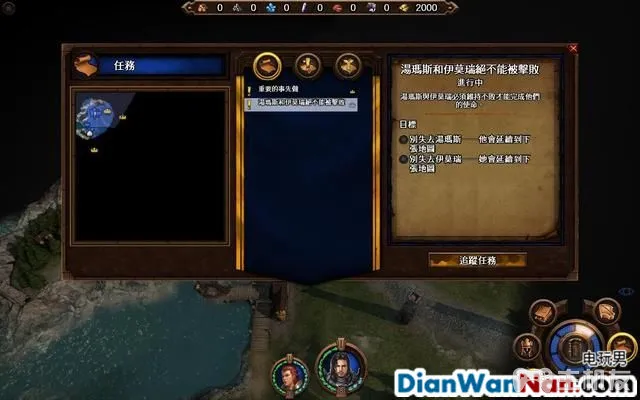 0 0 0 0 0 0 2000
任務
重要的事先做
湯瑪斯和伊莫瑞絕不能被擊敗
湯瑪斯和伊莫瑞絕不能被擊敗
進行中
湯瑪斯與伊莫瑞必須維持不敗才能完成他們
的使命
目標
別失去湯瑪斯——他會延續到下
張地圖
別失去伊莫瑞——她會延續到下
張地圖
追蹤任務
电玩男
DianWanNan.com